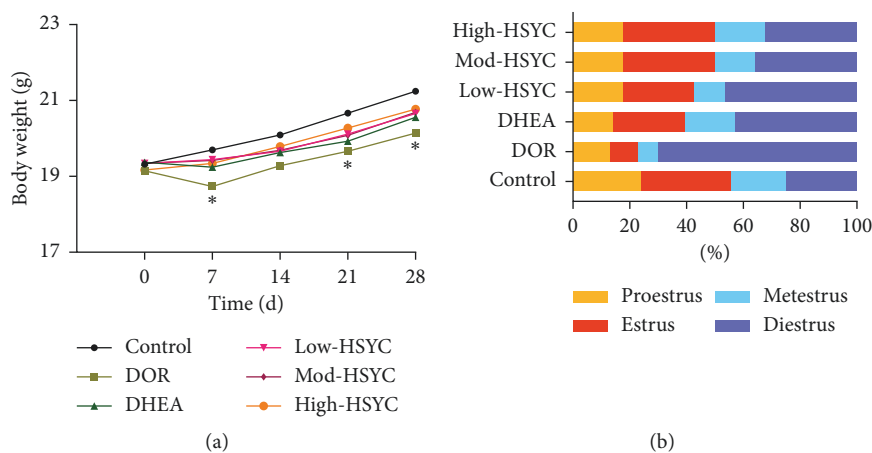 23
21
19
17
Body weight (g)
*
*
*
0 7 14 21 28
Time (d)
Control
DOR
DHEA
Low-HSYC
Mod-HSYC
High-HSYC
(a)
High-HSYC
Mod-HSYC
Low-HSYC
DHEA
DOR
Control
0 20 40 60 80 100
(%)
Proestrus
Estrus
Metestrus
Diestrus
(b)